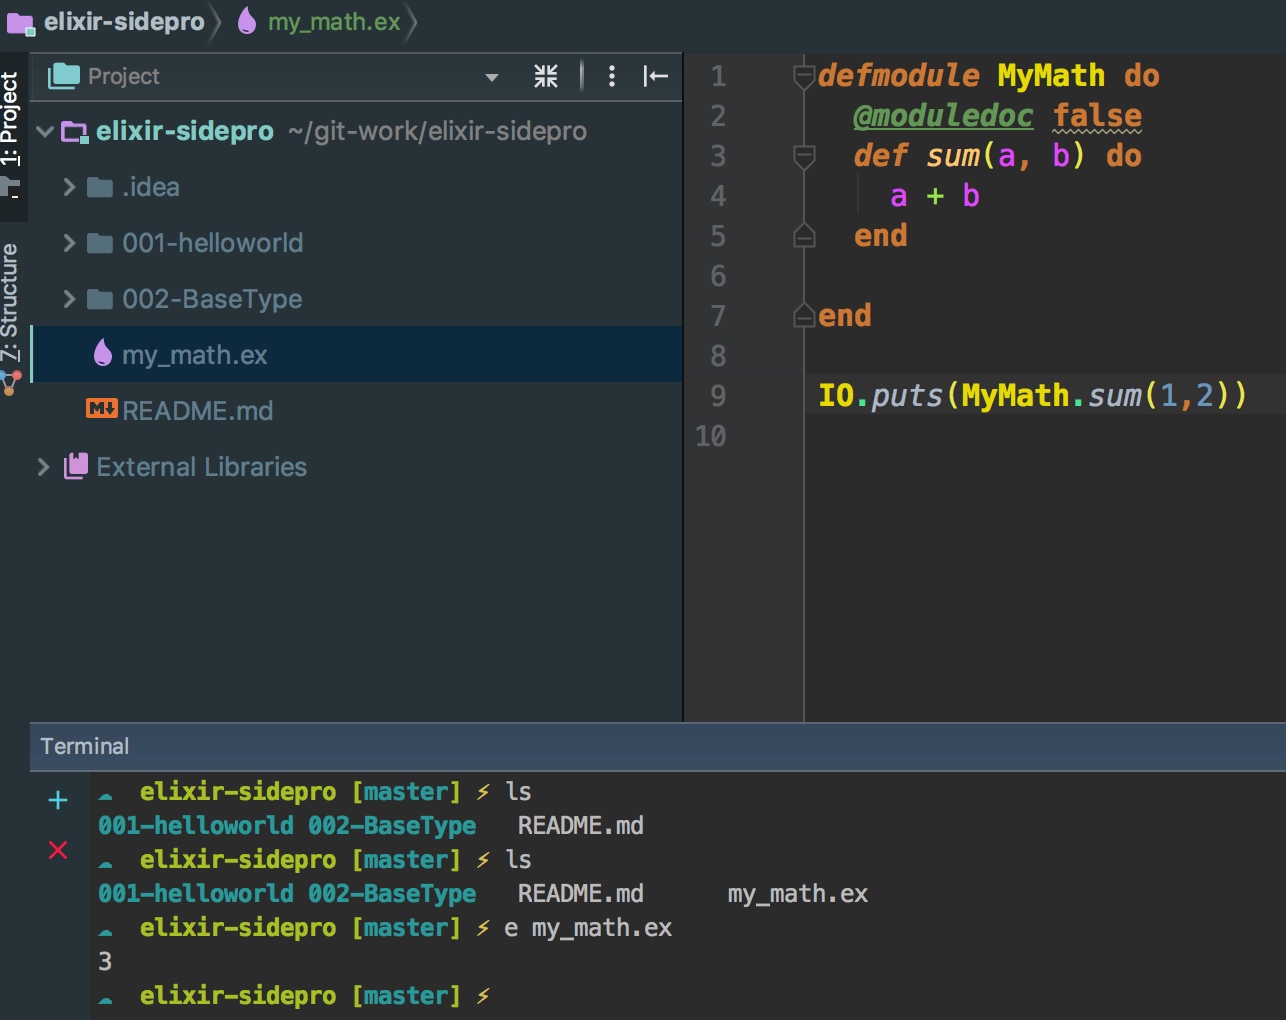 elixir-sidepro my_math.ex
1: Project
7: Structure
Project
elixir-sidepro ~/git-work/elixir-sidepro
.idea
001-helloworld
002-BaseType
my_math.ex
README.md
External Libraries
1 defmodule MyMath do
2 @moduledoc false
3 def sum(a, b) do
4 a + b
5 end
6
7 end
8
9 IO.puts(MyMath.sum(1,2))
10
Terminal
elixir-sidepro [master] ⚡ ls
001-helloworld 002-BaseType README.md
elixir-sidepro [master] ⚡ ls
001-helloworld 002-BaseType README.md my_math.ex
elixir-sidepro [master] ⚡ e my_math.ex
3
elixir-sidepro [master] ⚡